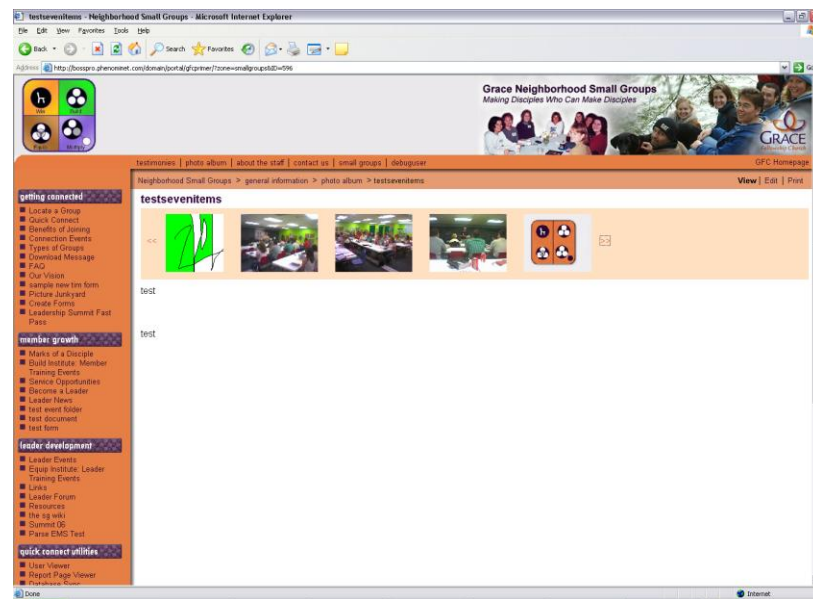 testsevenitems - Neighborhood Small Groups - Microsoft Internet Explorer
File Edit View Favorites Tools Help
Back Search Favorites
Address http://bosspro.phenominet.com/domain/portal/gfcprimer/?zone=smallgroups&ID=596 Go
Grace Neighborhood Small Groups
Making Disciples Who Can Make Disciples
GRACE
testimonies | photo album | about the staff | contact us | small groups | debuguser
GFC Homepage
Neighborhood Small Groups > general information > photo album > testsevenitems
View | Edit | Print
getting connected
Locate a Group
Quick Connect
Benefits of Joining
Connection Events
Types of Groups
Download Message
FAQ
Our Vision
sample new tim form
Picture Junkyard
Create Forms
Leadership Summit Fast
Pass
member growth
Marks of a Disciple
Build Institute: Member
Training Events
Service Opportunities
Become a Leader
Leader News
test event folder
test document
test form
leader development
Leader Events
Equip Institute: Leader
Training Events
Links
Leader Forum
Resources
the sg wiki
Summit 06
Parse EMS Test
quick connect utilities
User Viewer
Report Page Viewer
Database Sync
testsevenitems
<< >>
test
test
Done
Internet